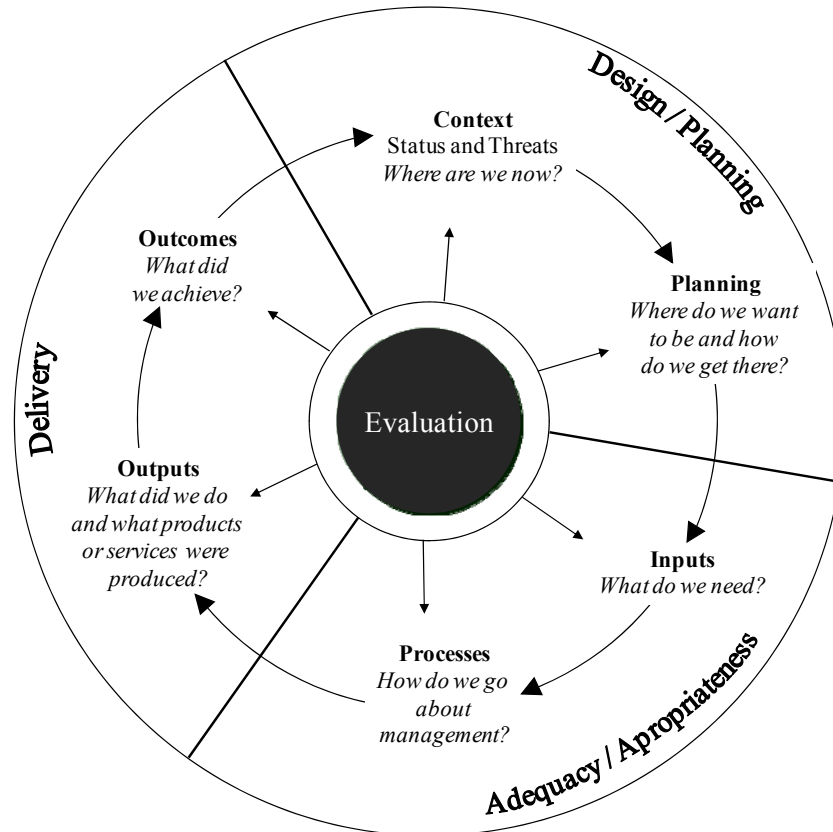 Design / Planning
Context
Status and Threats
Where are we now?
Planning
Where do we want
to be and how
do we get there?
Inputs
What do we need?
Adequacy / Apropriateness
Processes
How do we go
about
management?
Outputs
What did we do
and what products
or services were
produced?
Delivery
Outcomes
What did
we achieve?
Evaluation